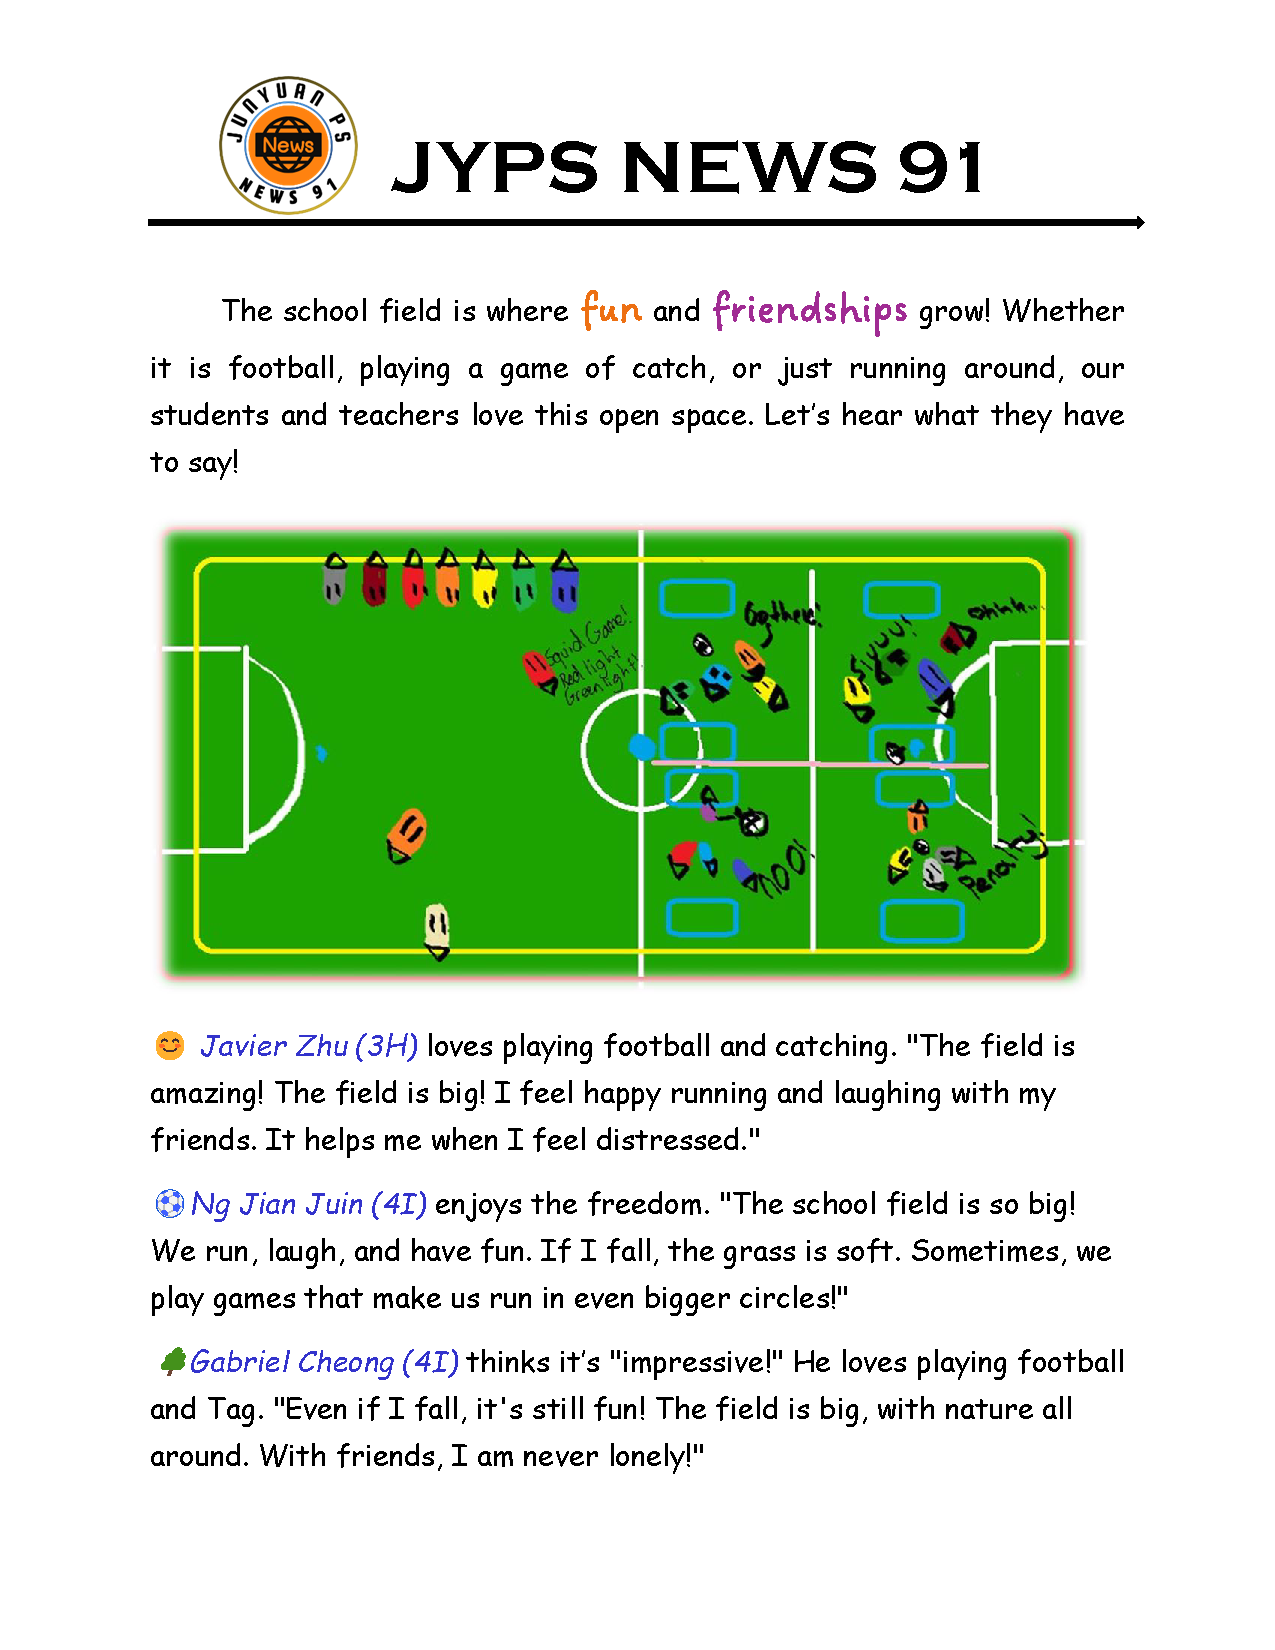 JUNYUAN PS
News
NEWS 91
JYPS NEWS 91
The school field is where fun and friendships grow! Whether
it is football, playing a game of catch, or just running around, our
students and teachers love this open space. Let’s hear what they have
to say!
Gather!
Ohhh...
Siuuu!
Squid Game!
Red light
Green light!
NOO!
Penalty!
Javier Zhu (3H) loves playing football and catching. "The field is
amazing! The field is big! I feel happy running and laughing with my
friends. It helps me when I feel distressed."
Ng Jian Juin (4I) enjoys the freedom. "The school field is so big!
We run, laugh, and have fun. If I fall, the grass is soft. Sometimes, we
play games that make us run in even bigger circles!"
Gabriel Cheong (4I) thinks it’s "impressive!" He loves playing football
and Tag. "Even if I fall, it's still fun! The field is big, with nature all
around. With friends, I am never lonely!"